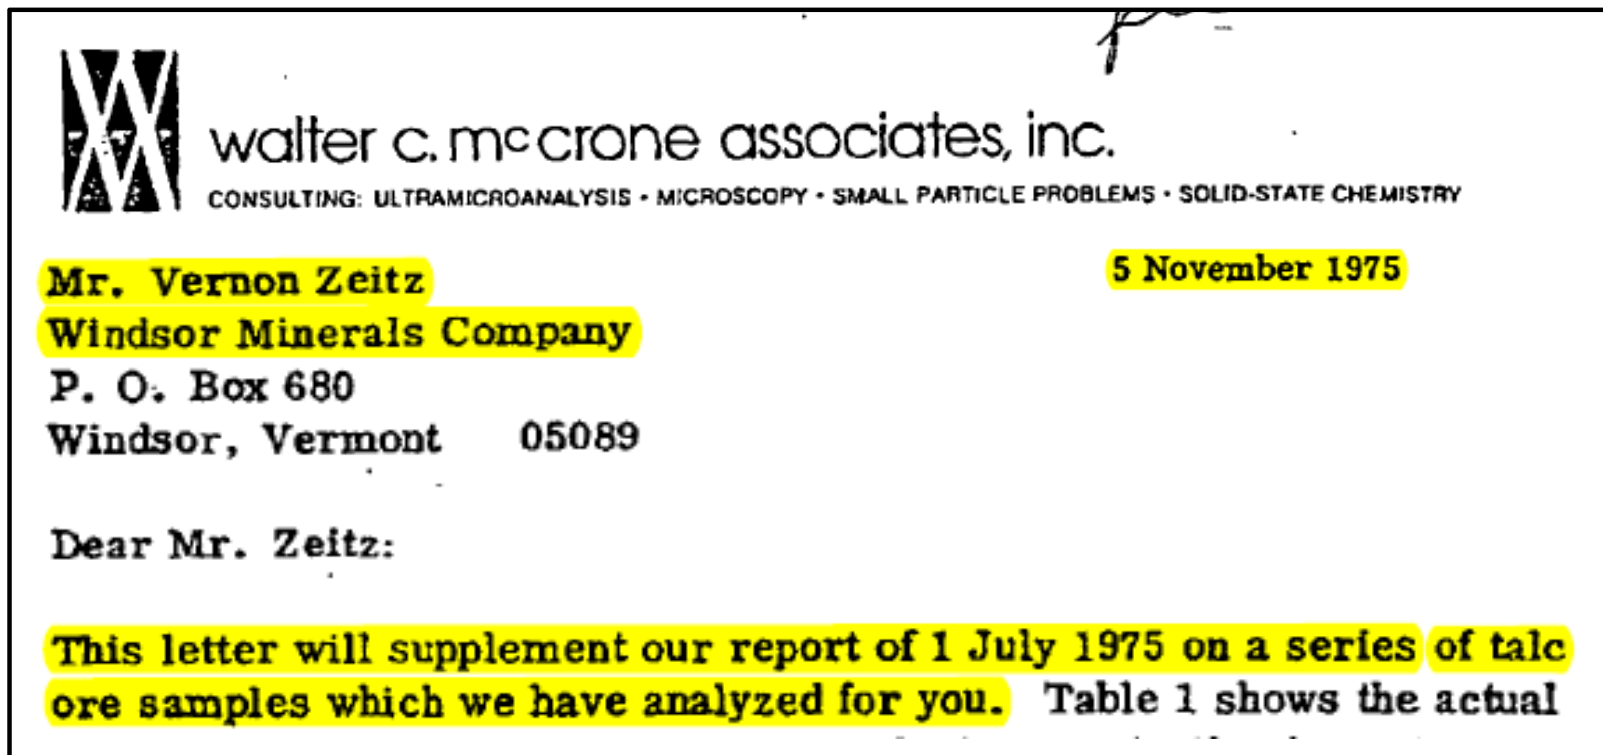 walter c. mccrone associates, inc.
CONSULTING: ULTRAMICROANALYSIS • MICROSCOPY • SMALL PARTICLE PROBLEMS • SOLID-STATE CHEMISTRY
5 November 1975
Mr. Vernon Zeitz
Windsor Minerals Company
P. O. Box 680
Windsor, Vermont 05089
Dear Mr. Zeitz:
This letter will supplement our report of 1 July 1975 on a series of talc
ore samples which we have analyzed for you. Table 1 shows the actual